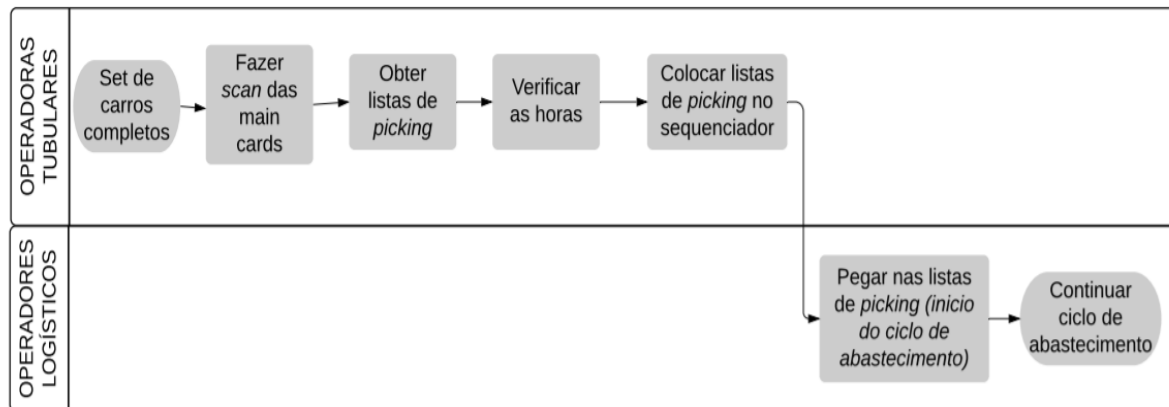 OPERADORAS
TUBULARES
Set de
carros
completos
Fazer
scan das
main
cards
Obter
listas de
picking
Verificar
as horas
Colocar listas
de picking no
sequenciador
OPERADORES
LOGÍSTICOS
Pegar nas listas
de picking (inicio
do ciclo de
abastecimento)
Continuar
ciclo de
abastecimento